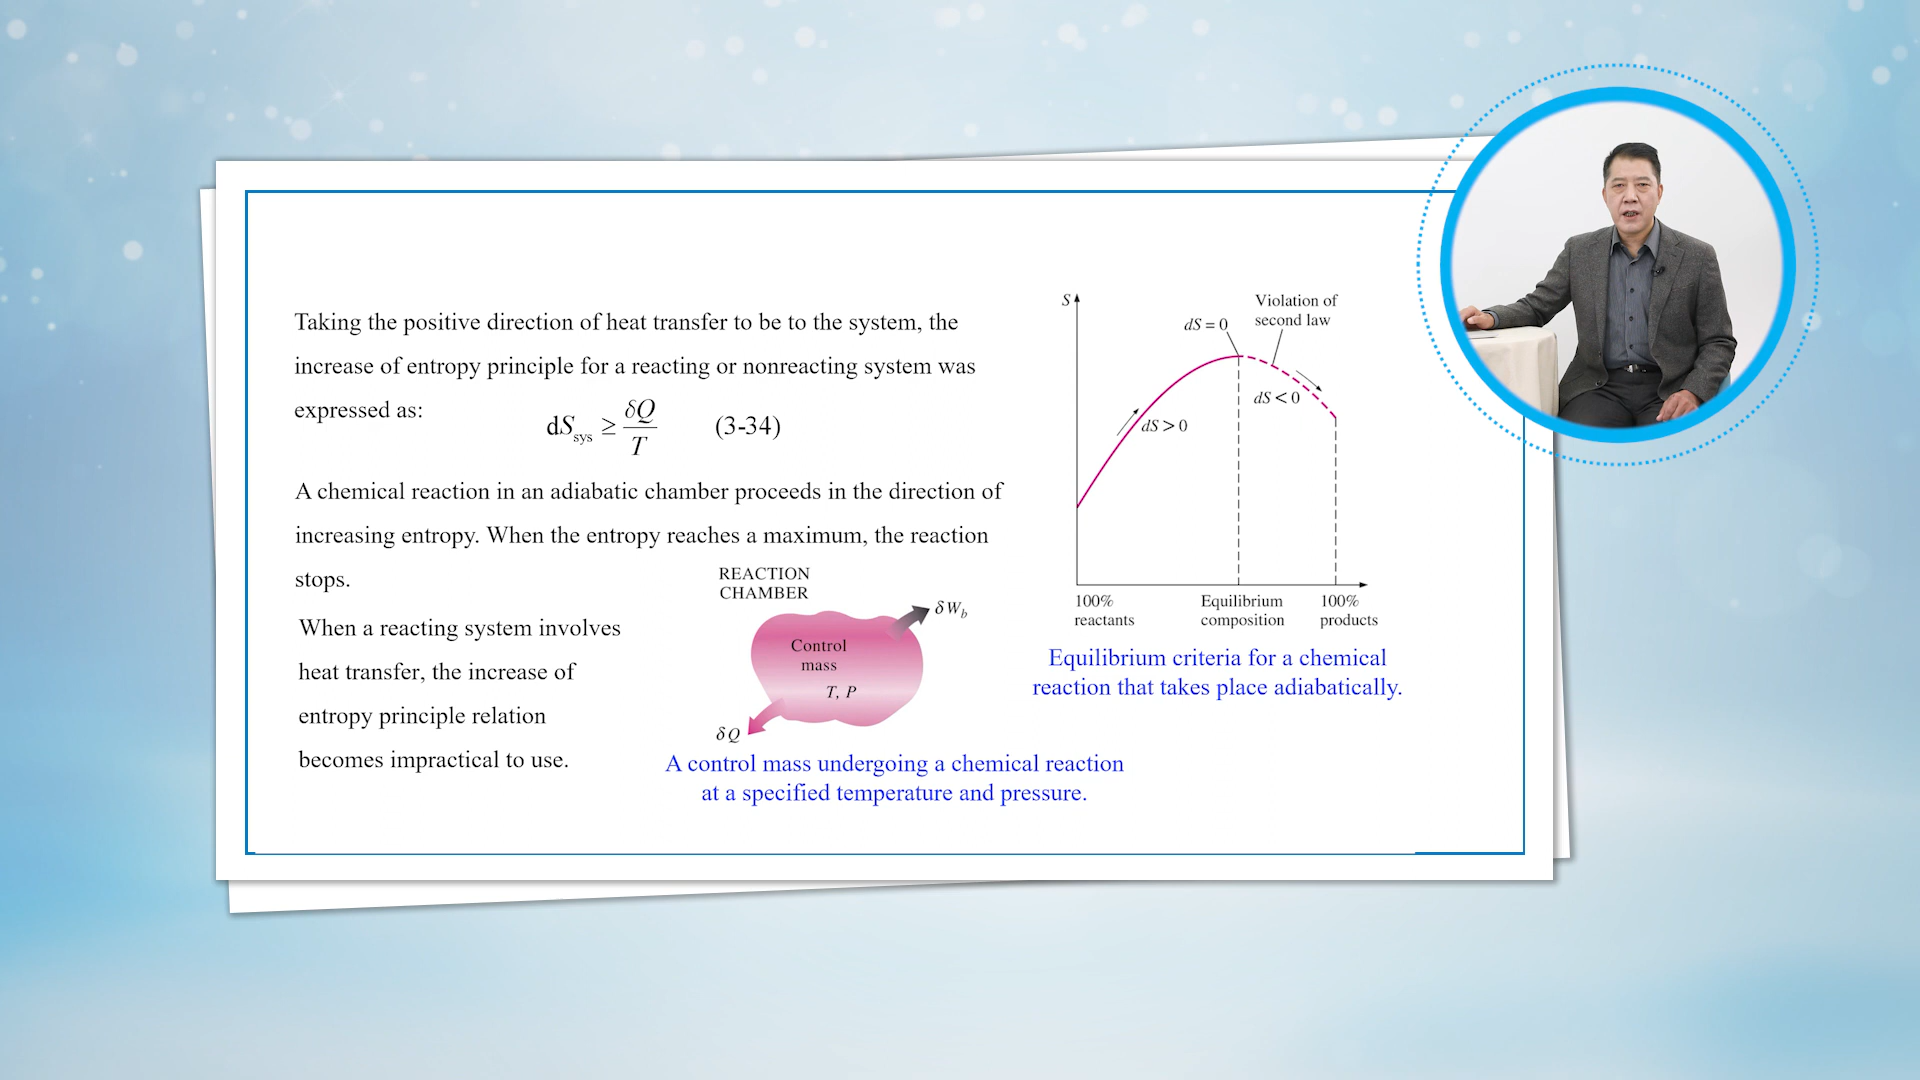 Taking the positive direction of heat transfer to be to the system, the
increase of entropy principle for a reacting or nonreacting system was
expressed as:
dS_sys ≥ δQ/T (3-34)
A chemical reaction in an adiabatic chamber proceeds in the direction of
increasing entropy. When the entropy reaches a maximum, the reaction
stops.
When a reacting system involves
heat transfer, the increase of
entropy principle relation
becomes impractical to use.
REACTION
CHAMBER
δW_b
Control
mass
T, P
δQ
A control mass undergoing a chemical reaction
at a specified temperature and pressure.
S
Violation of
second law
dS = 0
dS < 0
dS > 0
100%
reactants
Equilibrium
composition
100%
products
Equilibrium criteria for a chemical
reaction that takes place adiabatically.